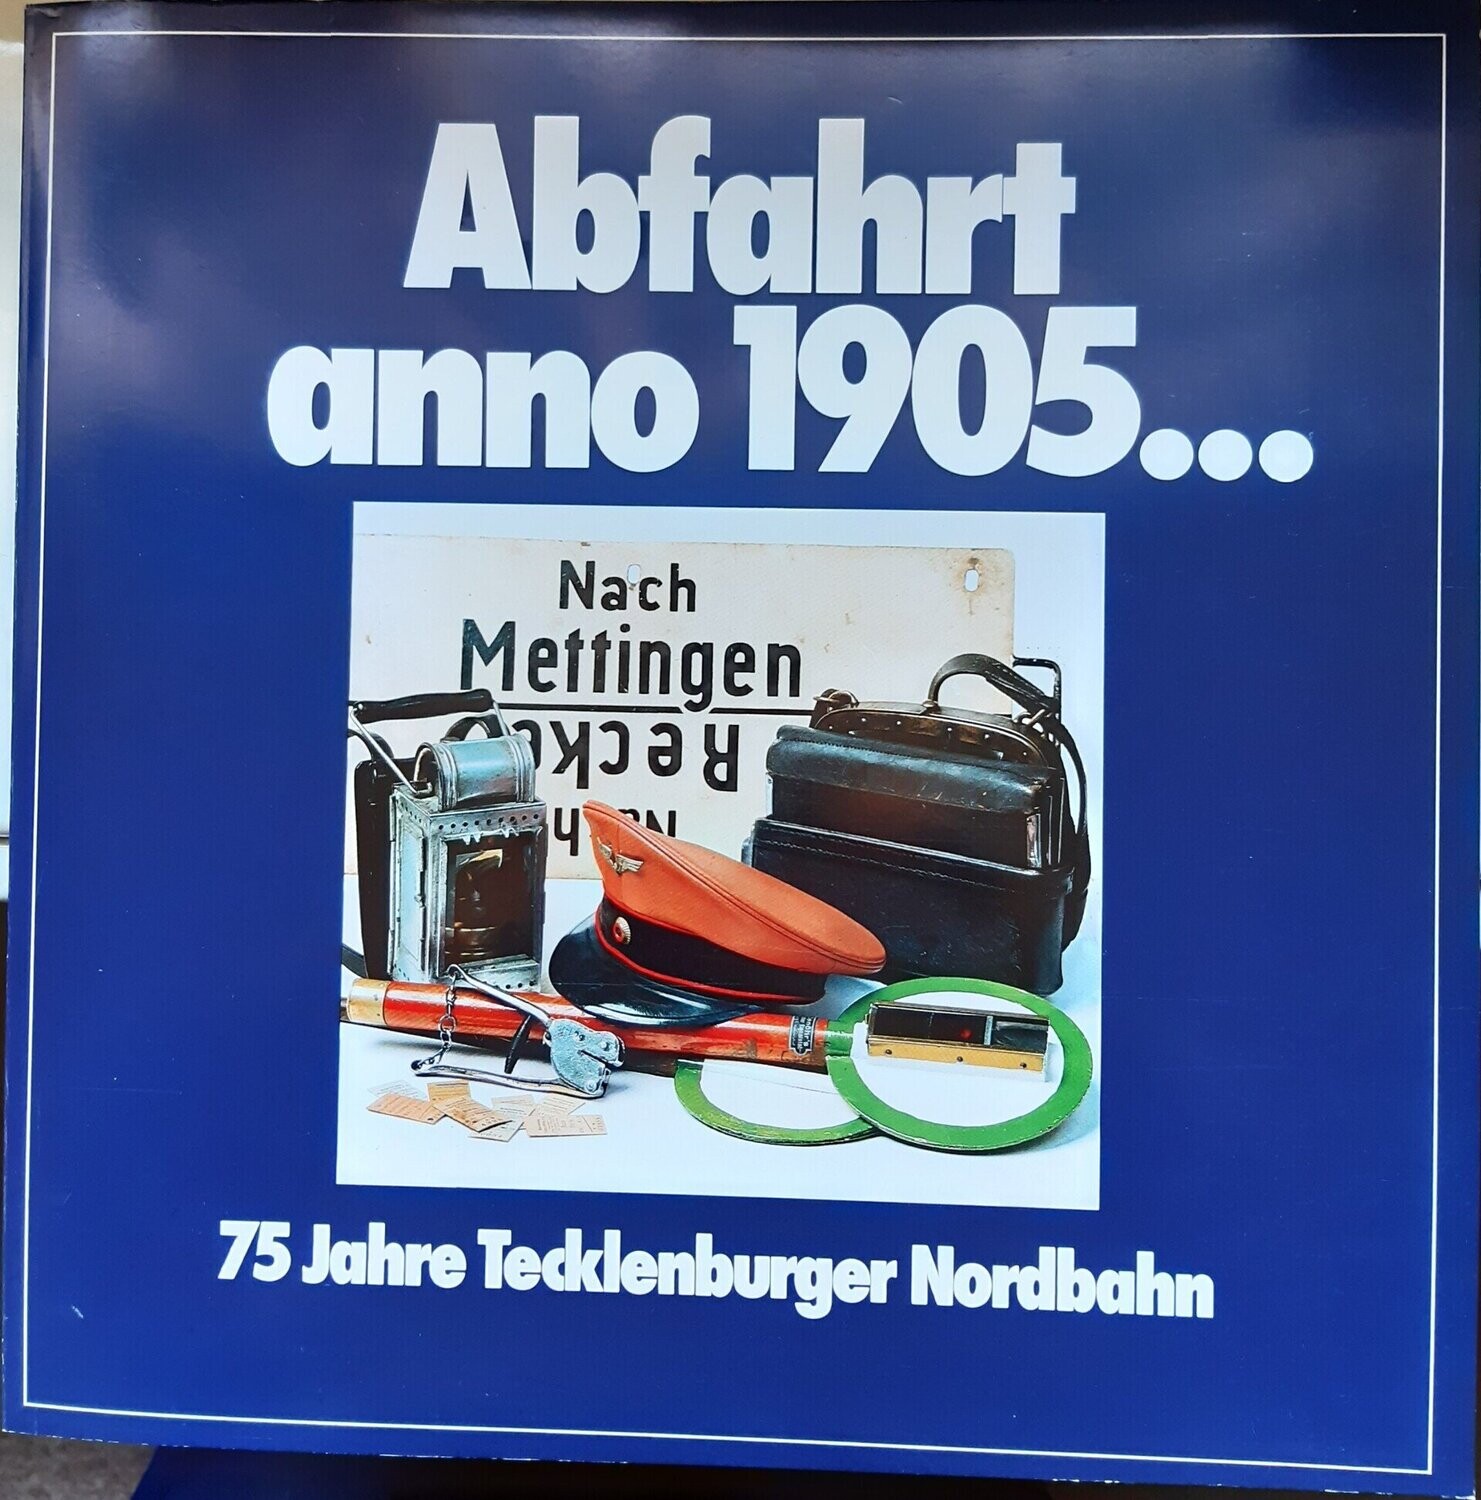 Abfahrt
anno 1905...
Nach
Mettingen
75 Jahre Tecklenburger Nordbahn